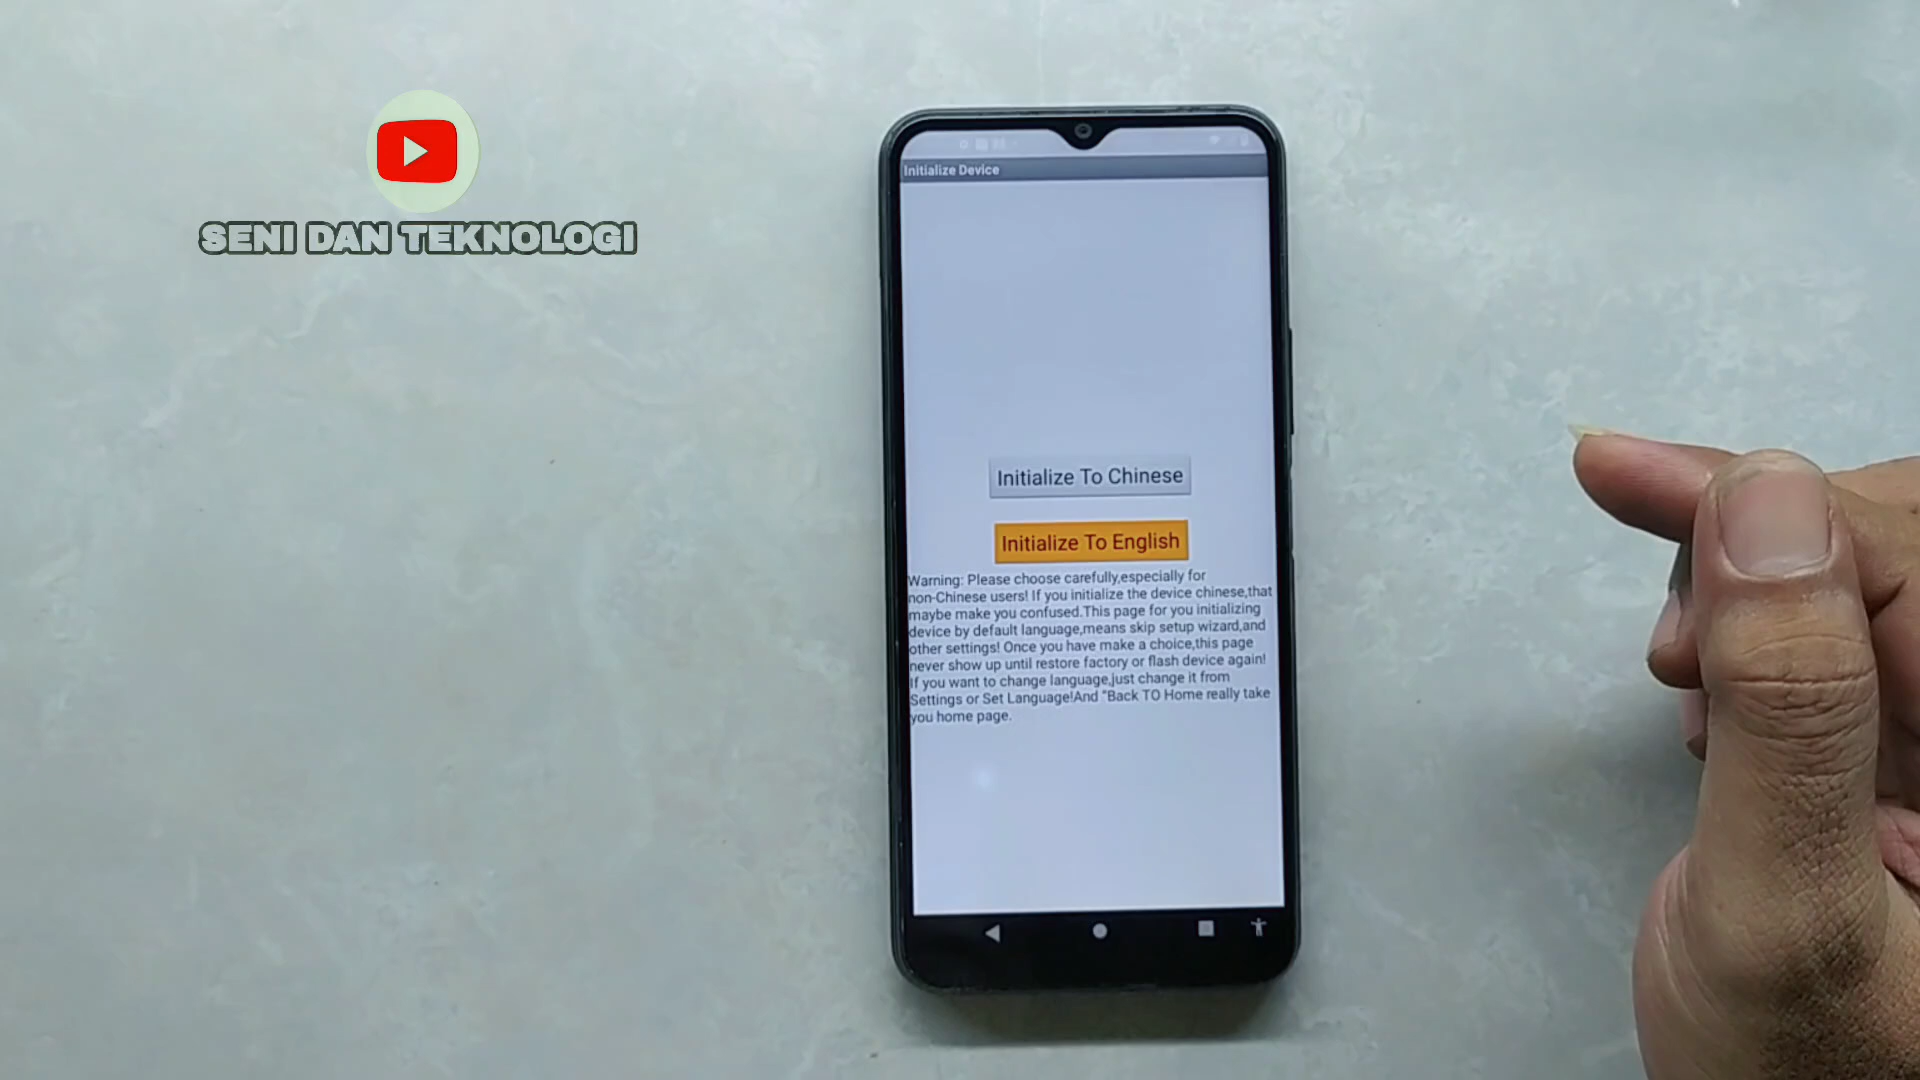 SENI DAN TEKNOLOGI
Initialize Device
Initialize To Chinese
Initialize To English
Warning: Please choose carefully,especially for
non-Chinese users! If you initialize the device chinese,that
maybe make you confused.This page for you initializing
device by default language,means skip setup wizard,and
other settings! Once you have make a choice,this page
never show up until restore factory or flash device again!
If you want to change language,just change it from
Settings or Set Language!And "Back TO Home really take
you home page.